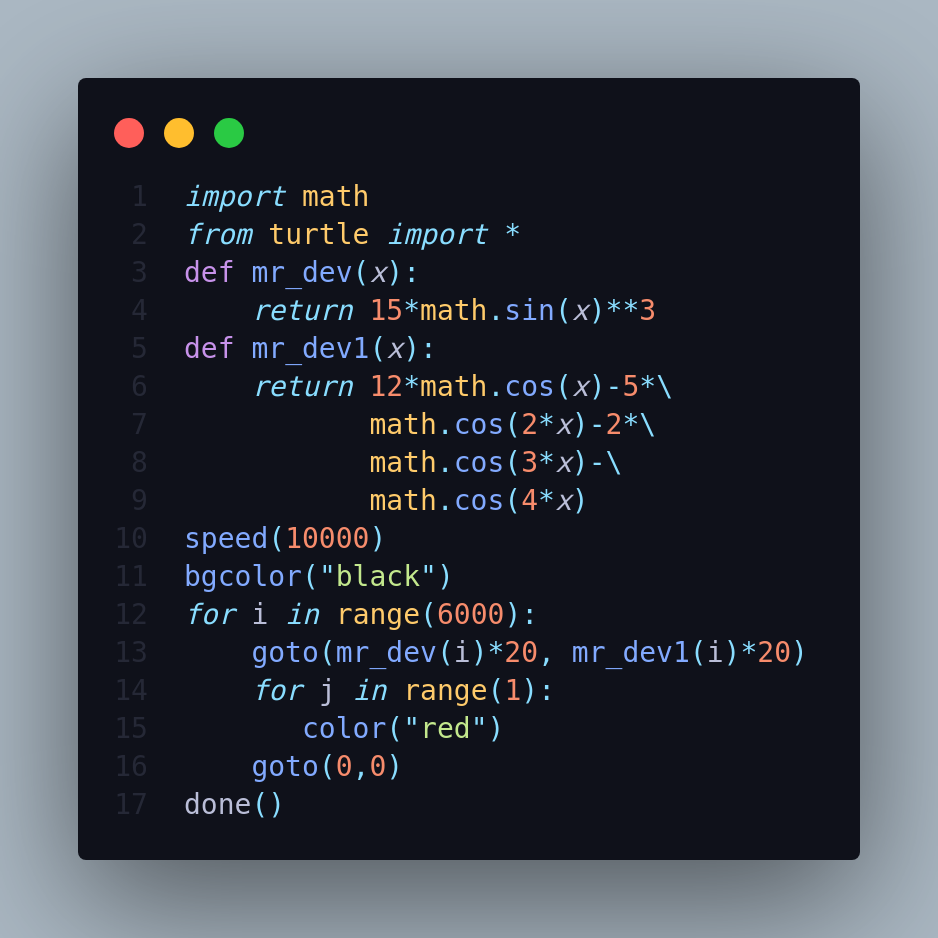 1 import math
2 from turtle import *
3 def mr_dev(x):
4     return 15*math.sin(x)**3
5 def mr_dev1(x):
6     return 12*math.cos(x)-5*\
7            math.cos(2*x)-2*\
8            math.cos(3*x)-\
9            math.cos(4*x)
10 speed(10000)
11 bgcolor("black")
12 for i in range(6000):
13     goto(mr_dev(i)*20, mr_dev1(i)*20)
14     for j in range(1):
15        color("red")
16     goto(0,0)
17 done()